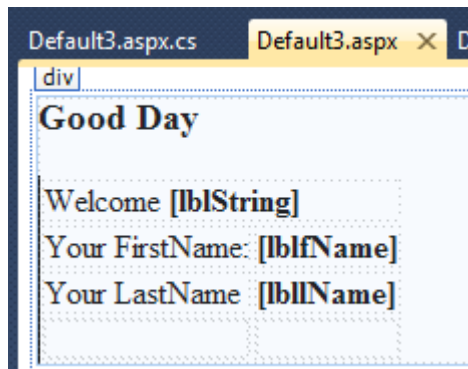 Default3.aspx.cs Default3.aspx × D
div
Good Day
Welcome [lblString]
Your FirstName: [lblfName]
Your LastName [lbllName]